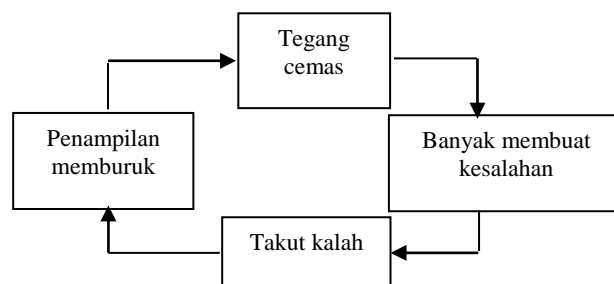 Tegang
cemas
Penampilan
memburuk
Banyak membuat
kesalahan
Takut kalah